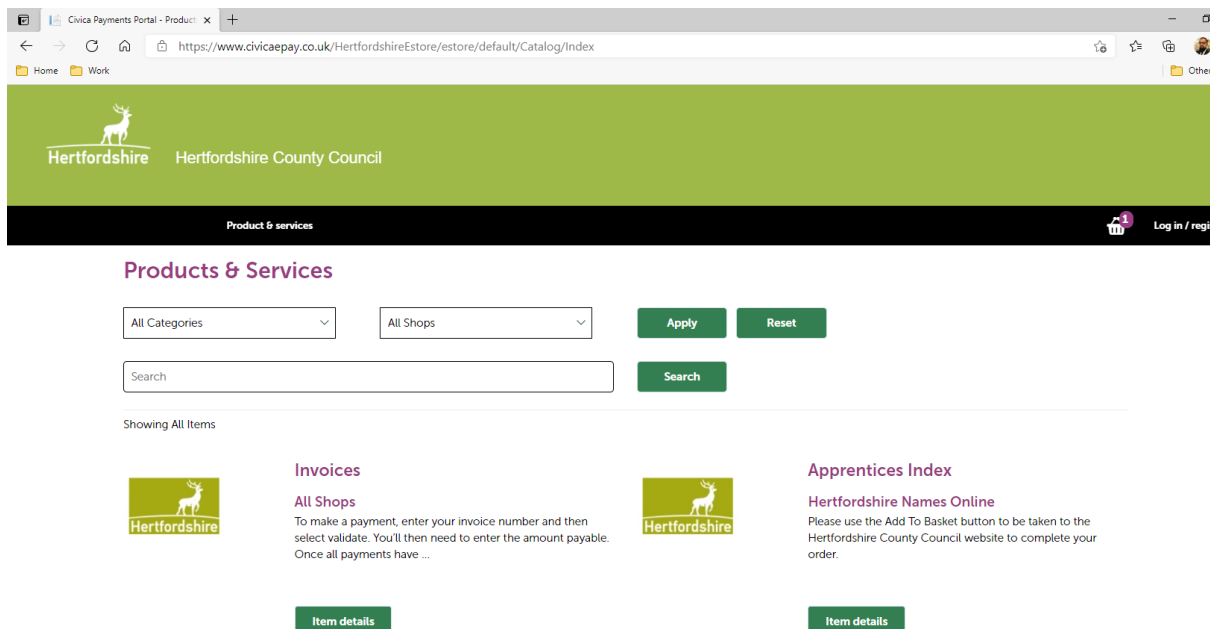 Civica Payments Portal - Product
https://www.civicaepay.co.uk/HertfordshireEstore/estore/default/Catalog/Index
Home
Work
Other
Hertfordshire
Hertfordshire County Council
Product & services
1
Log in / regi
Products & Services
All Categories
All Shops
Apply
Reset
Search
Search
Showing All Items
Hertfordshire
Invoices
All Shops
To make a payment, enter your invoice number and then
select validate. You'll then need to enter the amount payable.
Once all payments have ...
Item details
Hertfordshire
Apprentices Index
Hertfordshire Names Online
Please use the Add To Basket button to be taken to the
Hertfordshire County Council website to complete your
order.
Item details